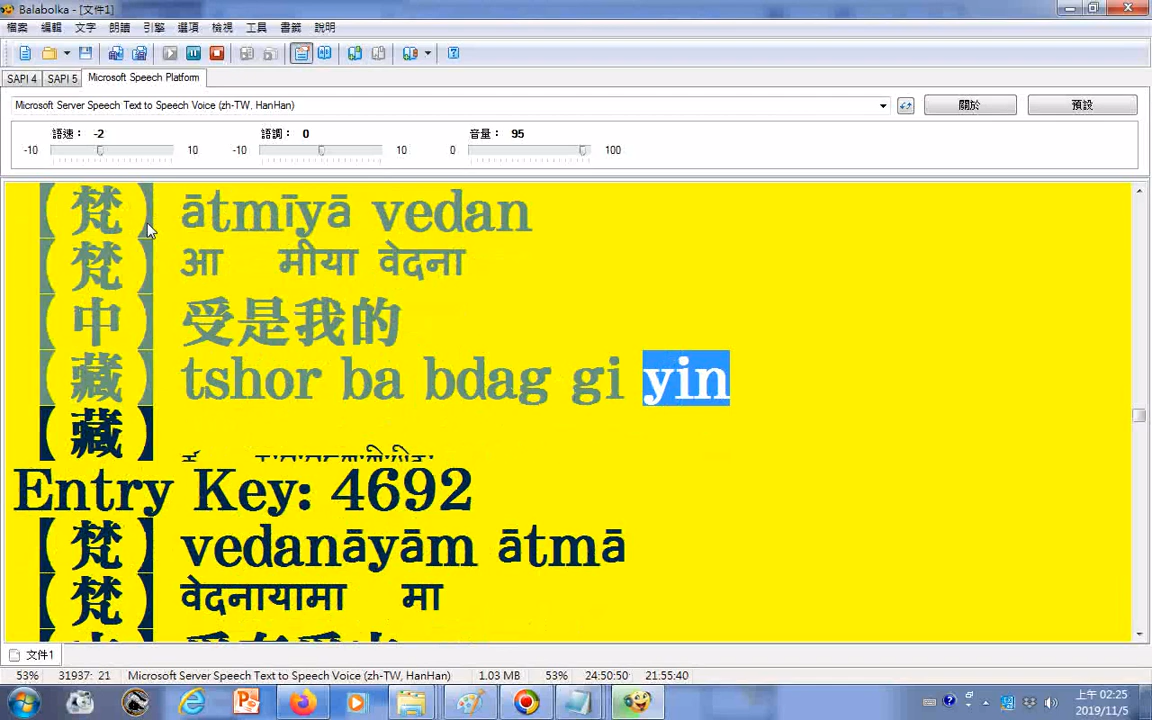 Balabolka - [文件1]
檔案 編輯 文字 朗讀 引擎 選項 檢視 工具 書籤 說明
SAPI 4 SAPI 5 Microsoft Speech Platform
Microsoft Server Speech Text to Speech Voice (zh-TW, HanHan) 關於 預設
語速： -2 語調： 0 音量： 95
-10 10 -10 10 0 100
【梵】 ātmīyā vedan
【梵】 आ मीया वेदना
【中】 受是我的
【藏】 tshor ba bdag gi yin
【藏】
Entry Key: 4692
【梵】 vedanāyām ātmā
【梵】 वेदनायामा मा
文件1
53% 31937: 21 Microsoft Server Speech Text to Speech Voice (zh-TW, HanHan) 1.03 MB 53% 24:50:50 21:55:40
上午 02:25
2019/11/5